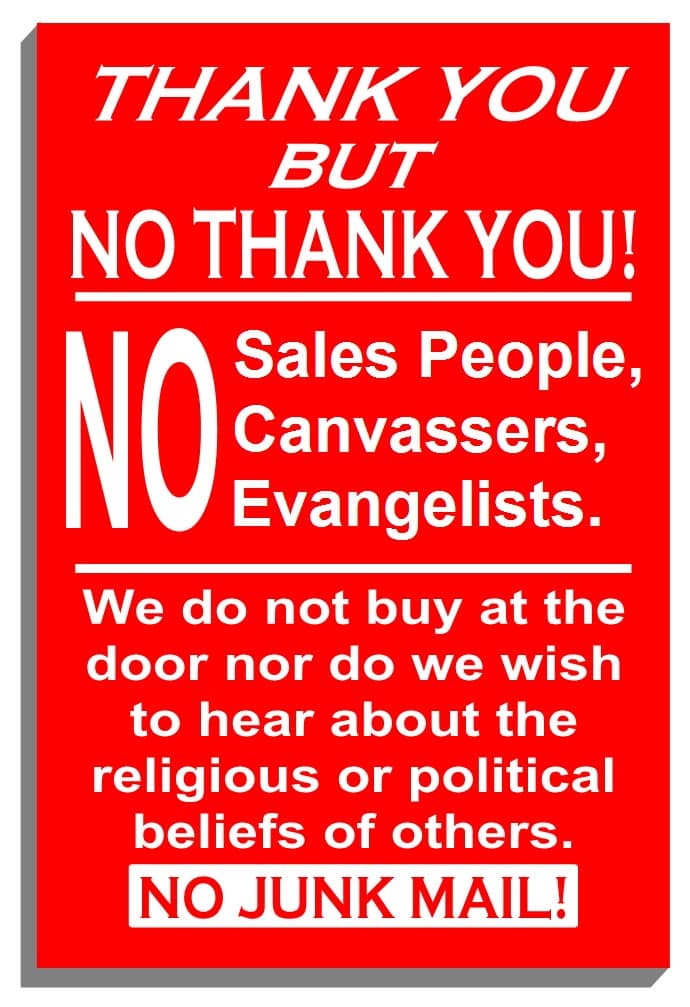 THANK YOU
BUT
NO THANK YOU!
NO
Sales People,
Canvassers,
Evangelists.
We do not buy at the
door nor do we wish
to hear about the
religious or political
beliefs of others.
NO JUNK MAIL!